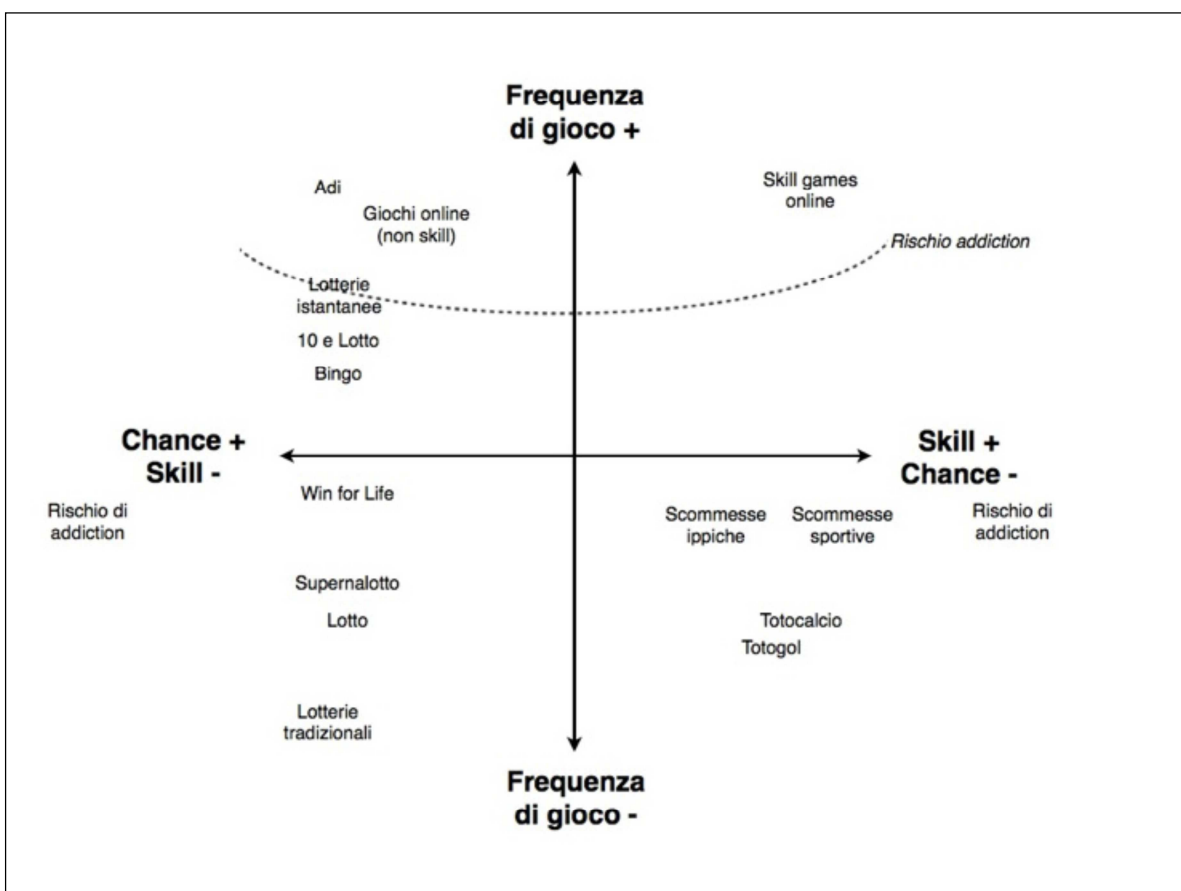 Frequenza
di gioco +
Adi
Skill games
online
Giochi online
(non skill)
Rischio addiction
Lotterie
istantanee
10 e Lotto
Bingo
Chance +
Skill -
Skill +
Chance -
Win for Life
Rischio di
addiction
Scommesse
ippiche
Scommesse
sportive
Rischio di
addiction
Supernalotto
Lotto
Totocalcio
Totogol
Lotterie
tradizionali
Frequenza
di gioco -